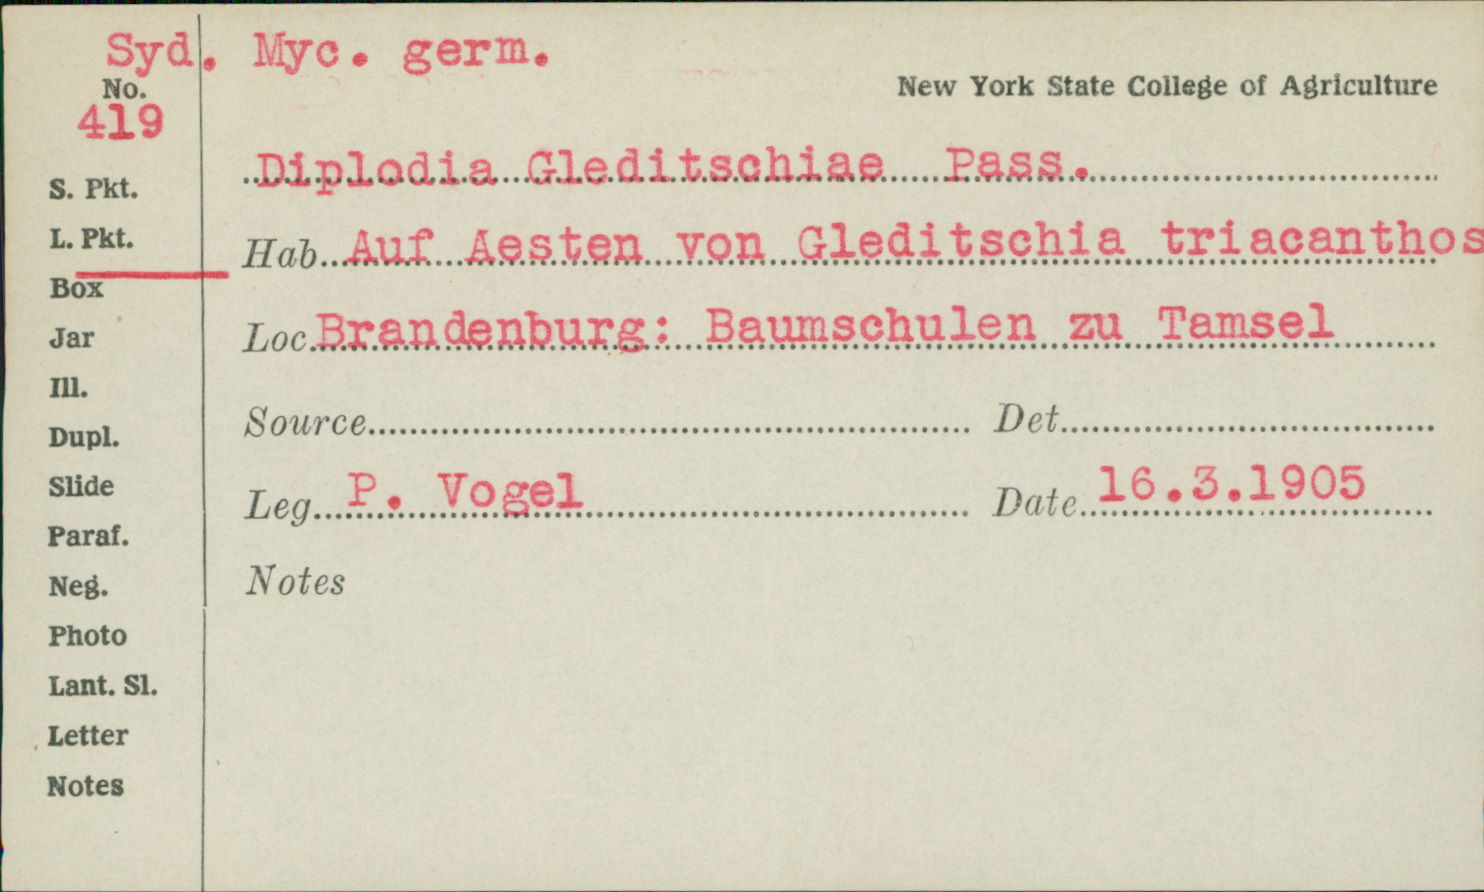 Syd. Myc. germ.
No.
419
New York State College of Agriculture
Diplodia Gleditschiae Pass.
S. Pkt.
L. Pkt.
Hab. Auf Aesten von Gleditschia triacanthos
Box
Jar
Loc. Brandenburg: Baumschulen zu Tamsel
Ill.
Dupl.
Source Det.
Slide
Leg. P. Vogel Date 16.3.1905
Paraf.
Neg.
Notes
Photo
Lant. Sl.
Letter
Notes